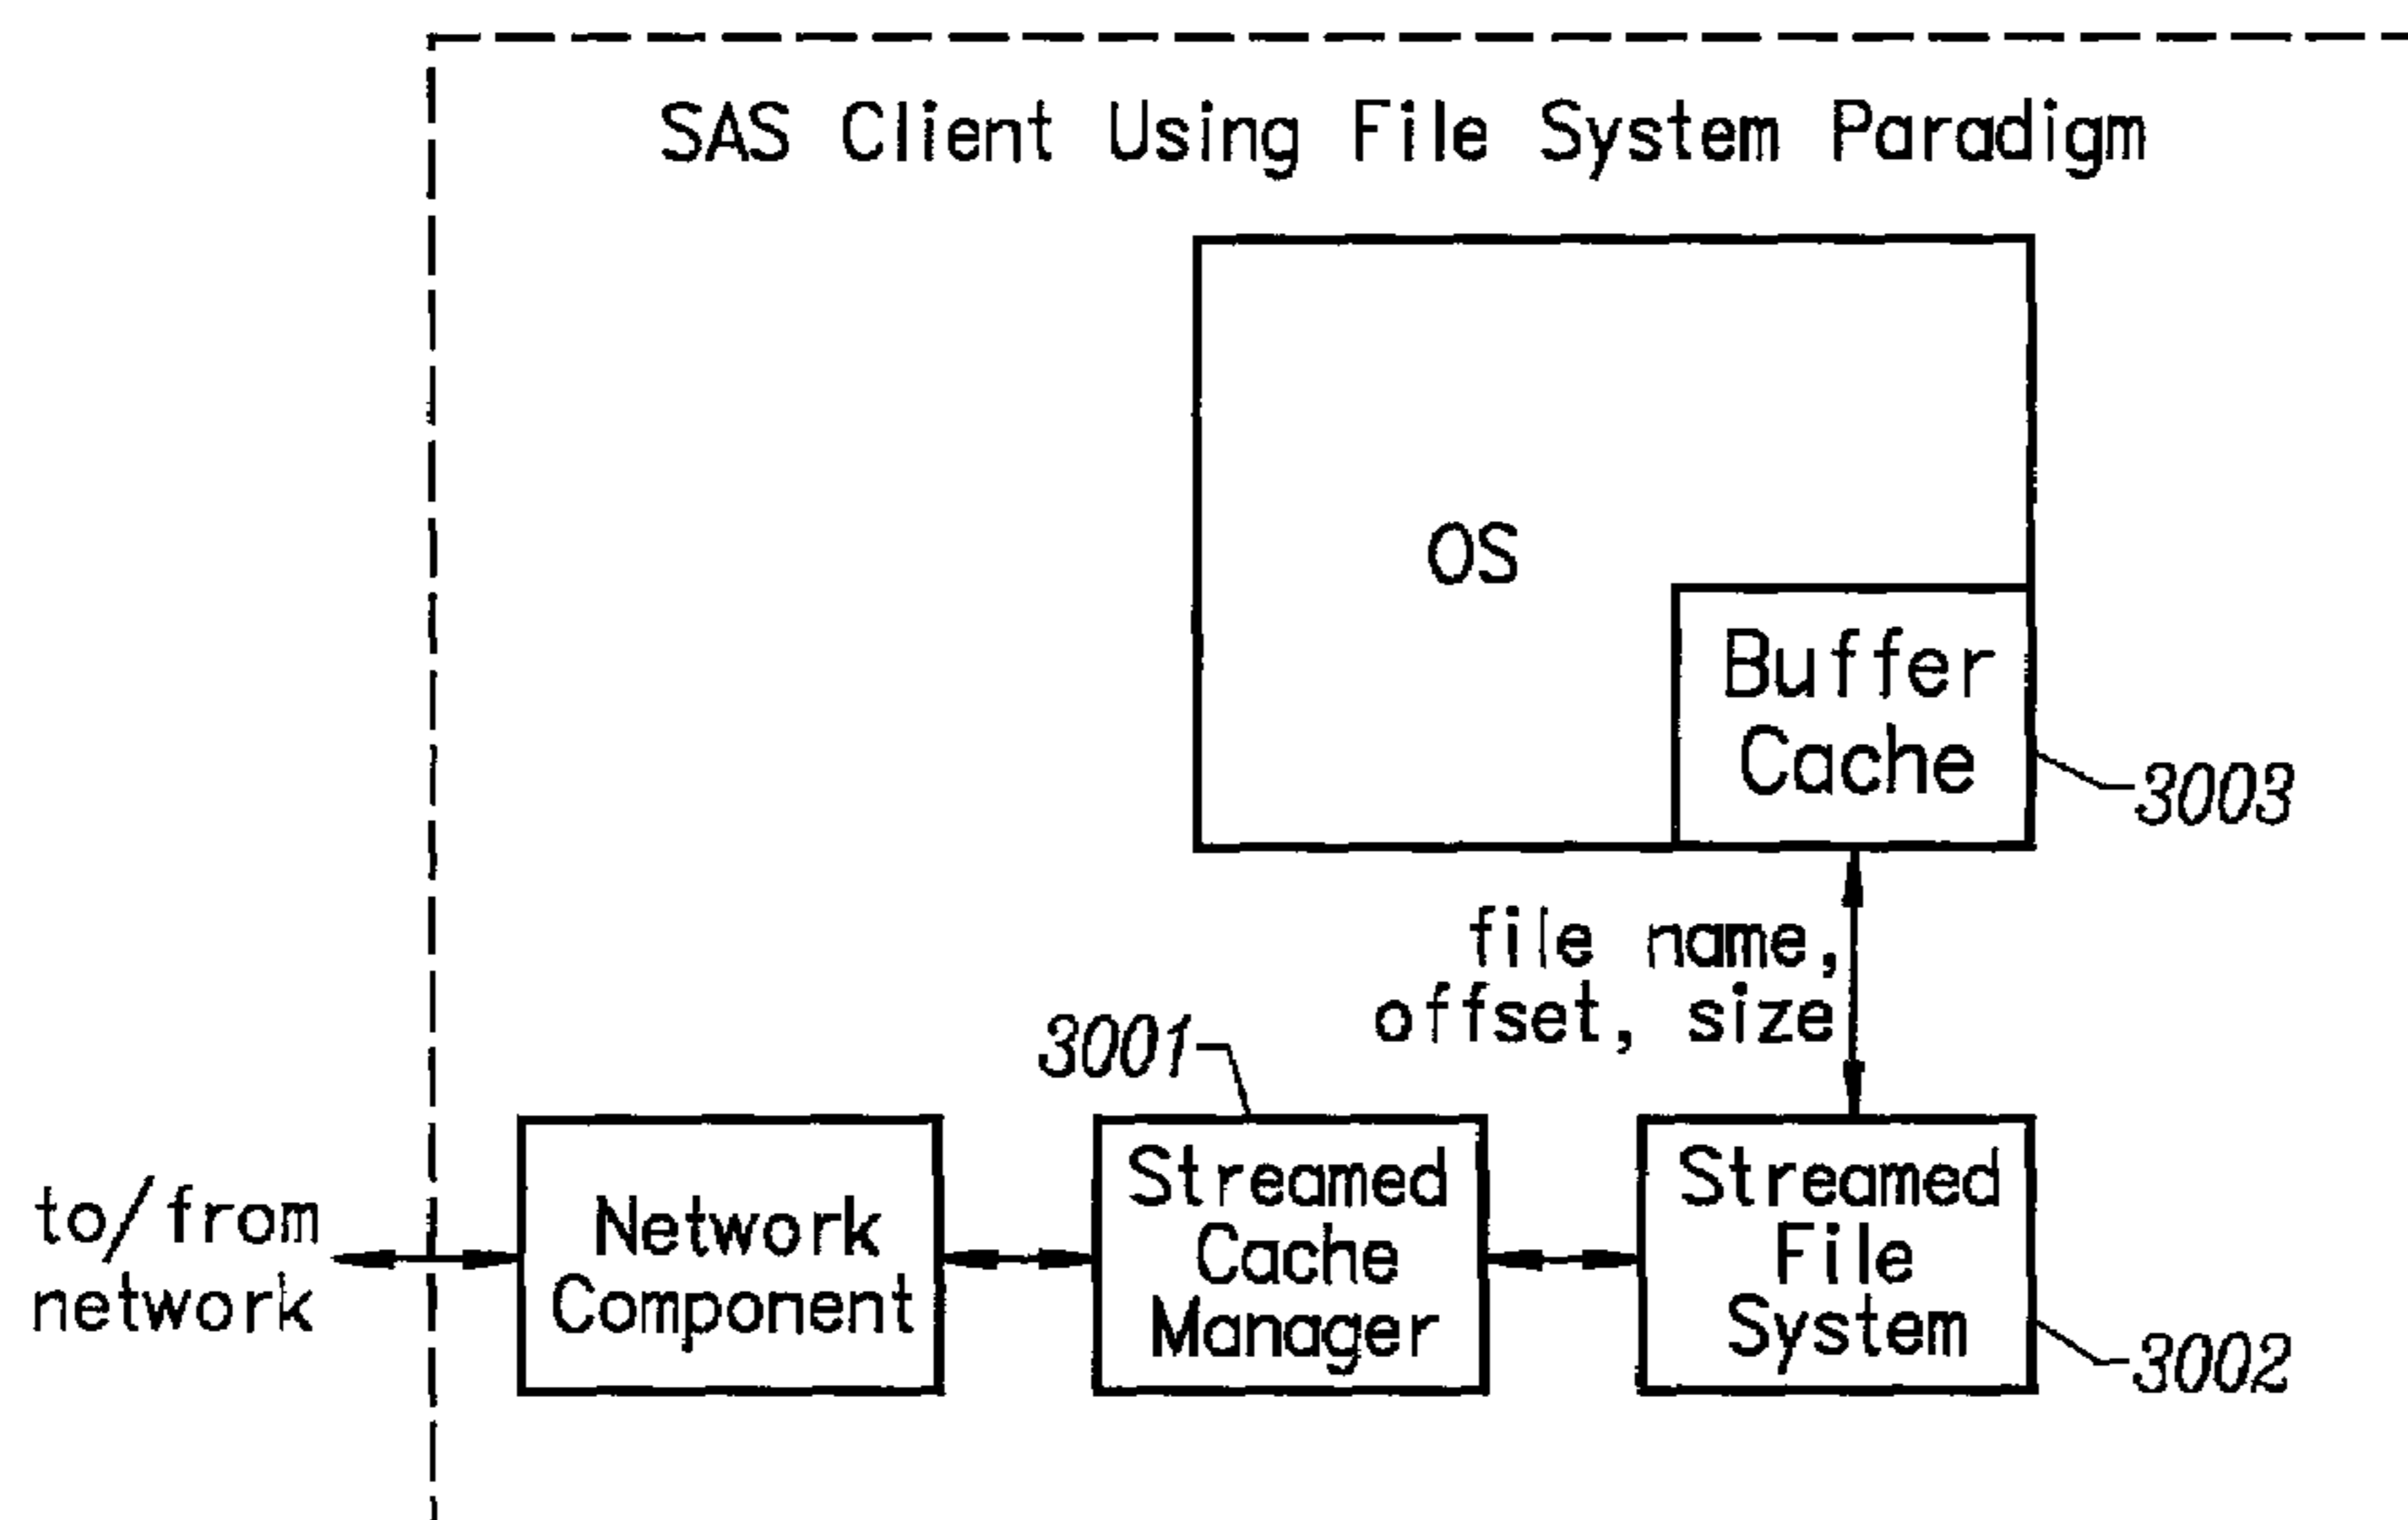 SAS Client Using File System Paradigm
OS
Buffer
Cache
3003
file name,
offset, size
3001
to/from
network
Network
Component
Streamed
Cache
Manager
Streamed
File
System
3002